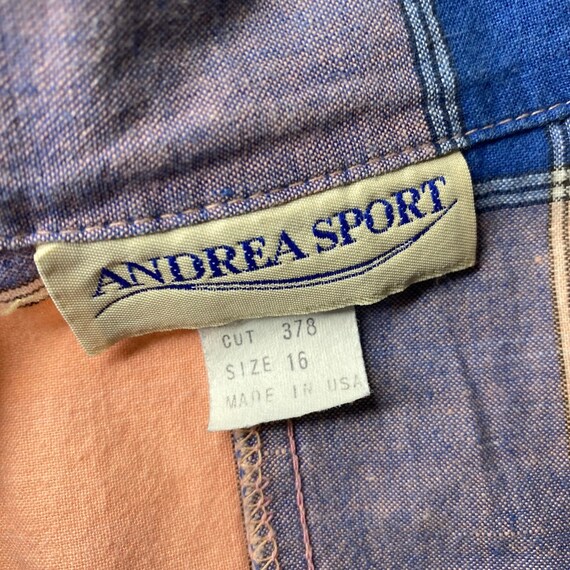 ANDREA SPORT
CUT 378
SIZE 16
MADE IN USA